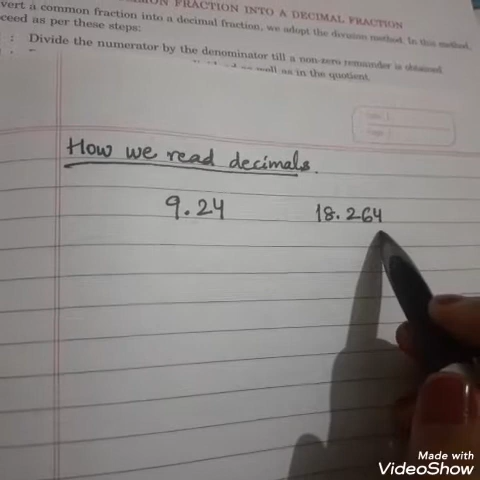 FRACTION INTO A DECIMAL FRACTION
vert a common fraction into a decimal fraction, we adopt the division method. In this method,
ceed as per these steps:
: Divide the numerator by the denominator till a non-zero remainder is obtained.
as well as in the quotient.
How we read decimals.
9.24 18.264
Made with
VideoShow